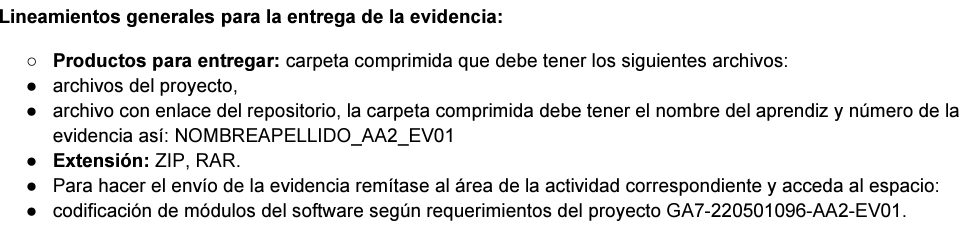 Lineamientos generales para la entrega de la evidencia:
○ Productos para entregar: carpeta comprimida que debe tener los siguientes archivos:
● archivos del proyecto,
● archivo con enlace del repositorio, la carpeta comprimida debe tener el nombre del aprendiz y número de la
evidencia así: NOMBREAPELLIDO_AA2_EV01
● Extensión: ZIP, RAR.
● Para hacer el envío de la evidencia remítase al área de la actividad correspondiente y acceda al espacio:
● codificación de módulos del software según requerimientos del proyecto GA7-220501096-AA2-EV01.